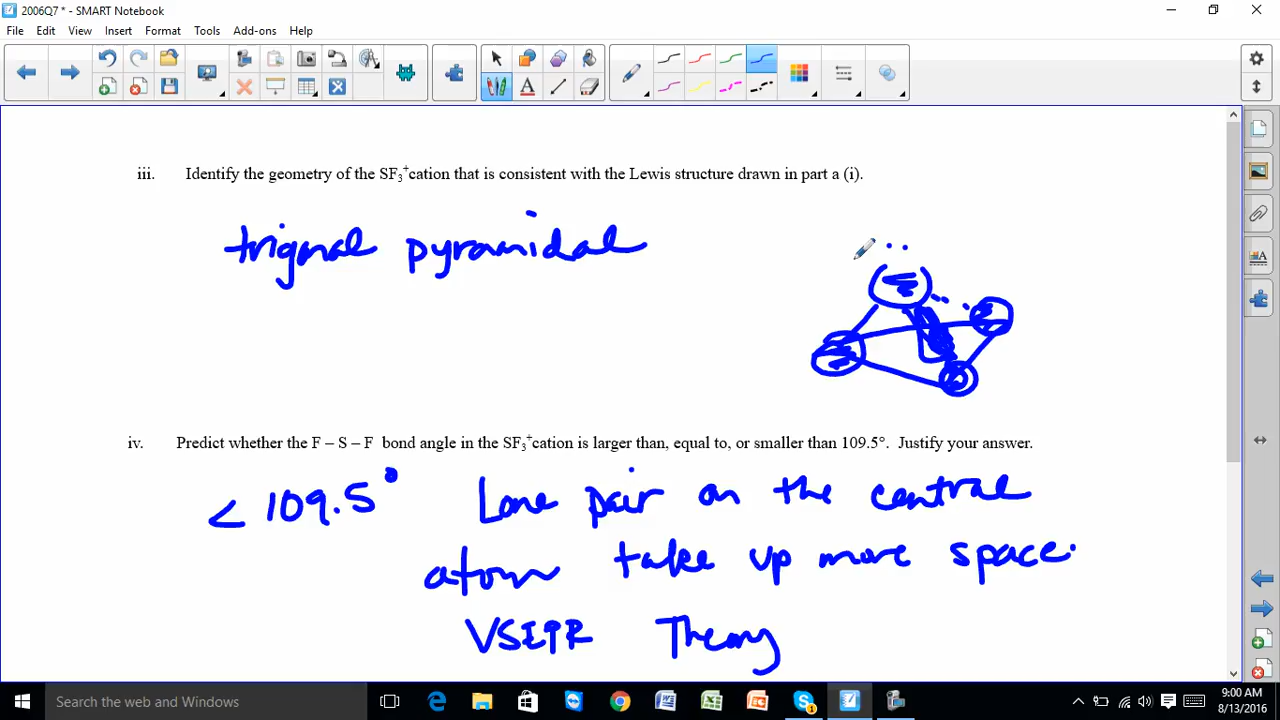 2006Q7 * - SMART Notebook
File Edit View Insert Format Tools Add-ons Help
iii. Identify the geometry of the SF₃⁺cation that is consistent with the Lewis structure drawn in part a (i).
trigonal pyramidal
iv. Predict whether the F – S – F bond angle in the SF₃⁺cation is larger than, equal to, or smaller than 109.5°. Justify your answer.
< 109.5° Lone pair on the central
atom take up more space.
VSEPR Theory
Search the web and Windows
9:00 AM
8/13/2016